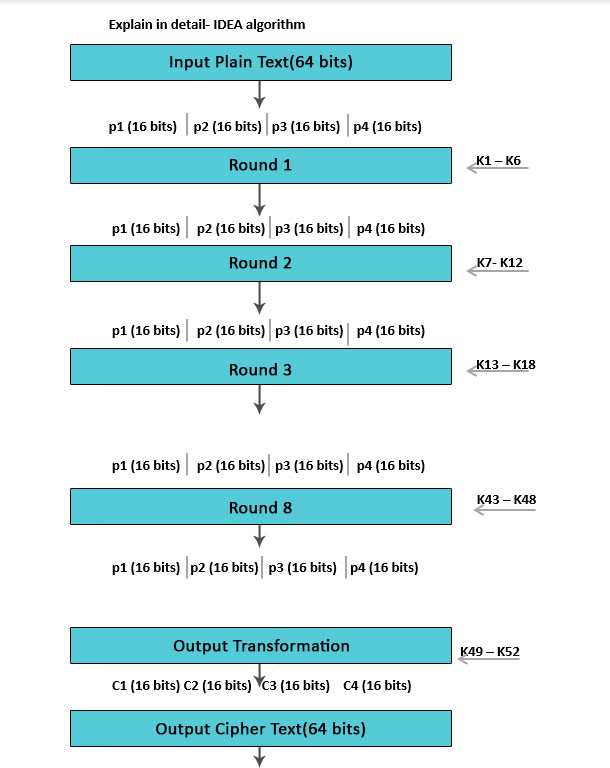 Explain in detail- IDEA algorithm
Input Plain Text(64 bits)
p1 (16 bits) p2 (16 bits) p3 (16 bits) p4 (16 bits)
Round 1
K1 – K6
p1 (16 bits) p2 (16 bits) p3 (16 bits) p4 (16 bits)
Round 2
K7- K12
p1 (16 bits) p2 (16 bits) p3 (16 bits) p4 (16 bits)
Round 3
K13 – K18
p1 (16 bits) p2 (16 bits) p3 (16 bits) p4 (16 bits)
Round 8
K43 – K48
p1 (16 bits) p2 (16 bits) p3 (16 bits) p4 (16 bits)
Output Transformation
K49 – K52
C1 (16 bits) C2 (16 bits) C3 (16 bits) C4 (16 bits)
Output Cipher Text(64 bits)